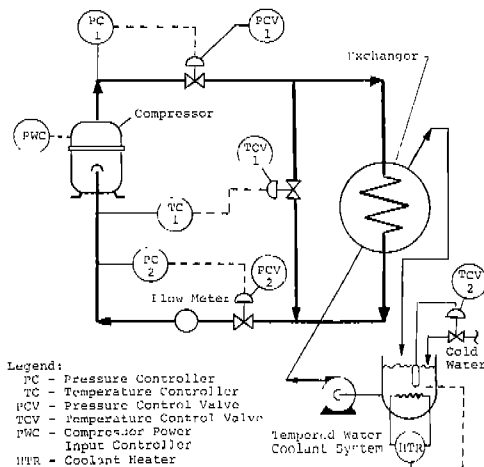 PC
1
PCV
1
Exchanger
Compressor
PWC
TCV
1
TC
1
PC
2
PCV
2
TCV
2
Flow Meter
Cold
Water
Legend:
PC - Pressure Controller
TC - Temperature Controller
PCV - Pressure Control Valve
TCV - Temperature Control Valve
PWC - Compressor Power
Input Controller
HTR - Coolant Heater
Tempered Water
Coolant System
HTR